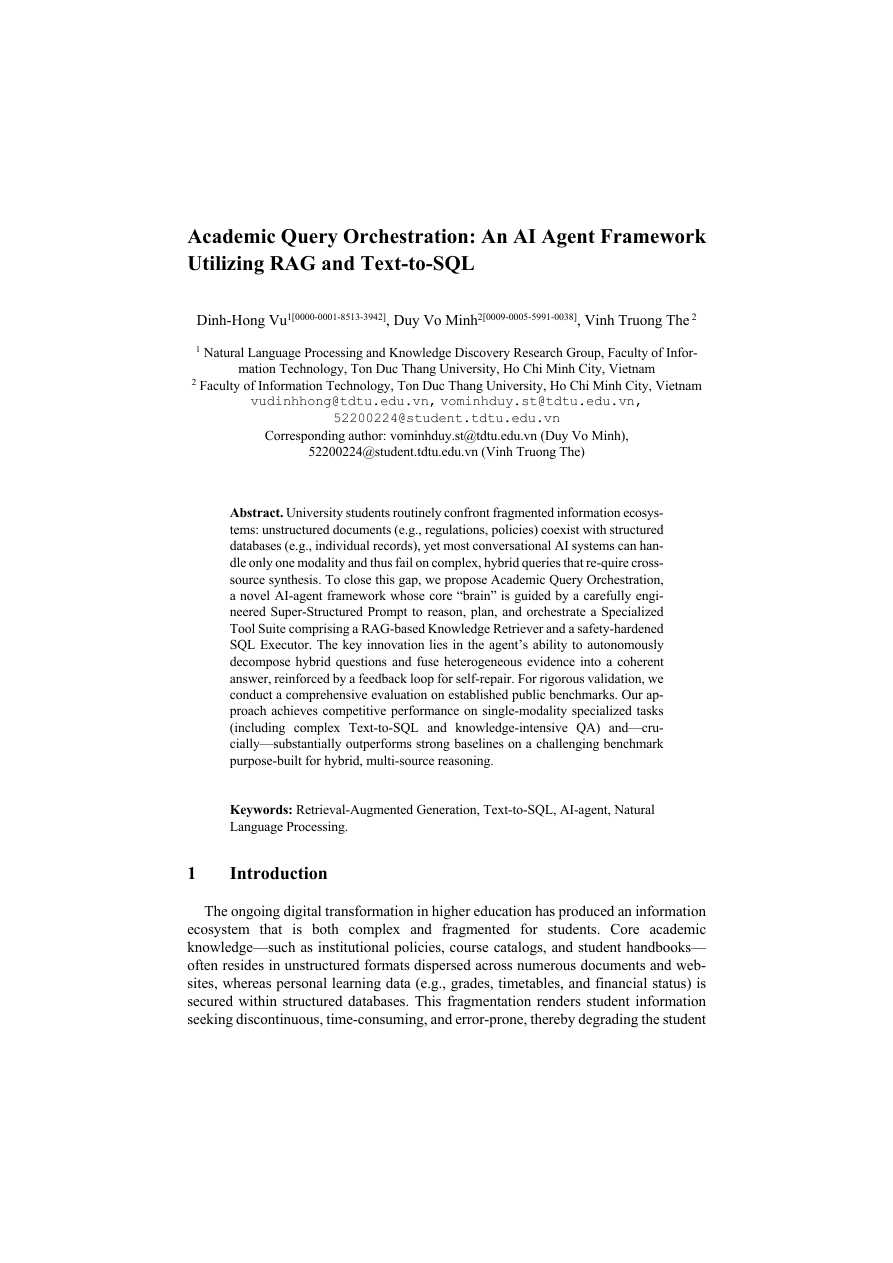 Academic Query Orchestration: An AI Agent Framework
Utilizing RAG and Text-to-SQL
Dinh-Hong Vu1[0000-0001-8513-3942], Duy Vo Minh2[0009-0005-5991-0038], Vinh Truong The 2
1 Natural Language Processing and Knowledge Discovery Research Group, Faculty of Infor-
mation Technology, Ton Duc Thang University, Ho Chi Minh City, Vietnam
2 Faculty of Information Technology, Ton Duc Thang University, Ho Chi Minh City, Vietnam
vudinhhong@tdtu.edu.vn, vominhduy.st@tdtu.edu.vn,
52200224@student.tdtu.edu.vn
Corresponding author: vominhduy.st@tdtu.edu.vn (Duy Vo Minh),
52200224@student.tdtu.edu.vn (Vinh Truong The)
Abstract. University students routinely confront fragmented information ecosys-
tems: unstructured documents (e.g., regulations, policies) coexist with structured
databases (e.g., individual records), yet most conversational AI systems can han-
dle only one modality and thus fail on complex, hybrid queries that re-quire cross-
source synthesis. To close this gap, we propose Academic Query Orchestration,
a novel AI-agent framework whose core “brain” is guided by a carefully engi-
neered Super-Structured Prompt to reason, plan, and orchestrate a Specialized
Tool Suite comprising a RAG-based Knowledge Retriever and a safety-hardened
SQL Executor. The key innovation lies in the agent’s ability to autonomously
decompose hybrid questions and fuse heterogeneous evidence into a coherent
answer, reinforced by a feedback loop for self-repair. For rigorous validation, we
conduct a comprehensive evaluation on established public benchmarks. Our ap-
proach achieves competitive performance on single-modality specialized tasks
(including complex Text-to-SQL and knowledge-intensive QA) and—cru-
cially—substantially outperforms strong baselines on a challenging benchmark
purpose-built for hybrid, multi-source reasoning.
Keywords: Retrieval-Augmented Generation, Text-to-SQL, AI-agent, Natural
Language Processing.
1 Introduction
The ongoing digital transformation in higher education has produced an information
ecosystem that is both complex and fragmented for students. Core academic
knowledge—such as institutional policies, course catalogs, and student handbooks—
often resides in unstructured formats dispersed across numerous documents and web-
sites, whereas personal learning data (e.g., grades, timetables, and financial status) is
secured within structured databases. This fragmentation renders student information
seeking discontinuous, time-consuming, and error-prone, thereby degrading the student